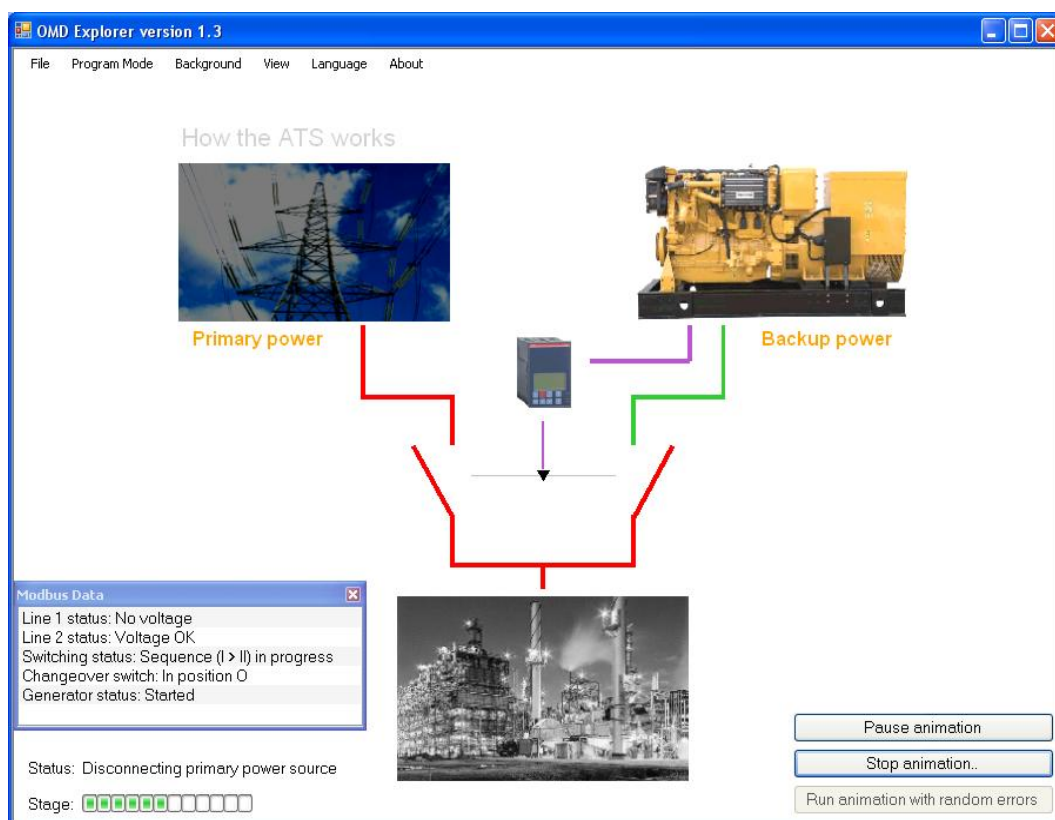 OMD Explorer version 1.3
File Program Mode Background View Language About
How the ATS works
Primary power
Backup power
Modbus Data
Line 1 status: No voltage
Line 2 status: Voltage OK
Switching status: Sequence (I > II) in progress
Changeover switch: In position O
Generator status: Started
Pause animation
Status: Disconnecting primary power source
Stop animation..
Stage:
Run animation with random errors